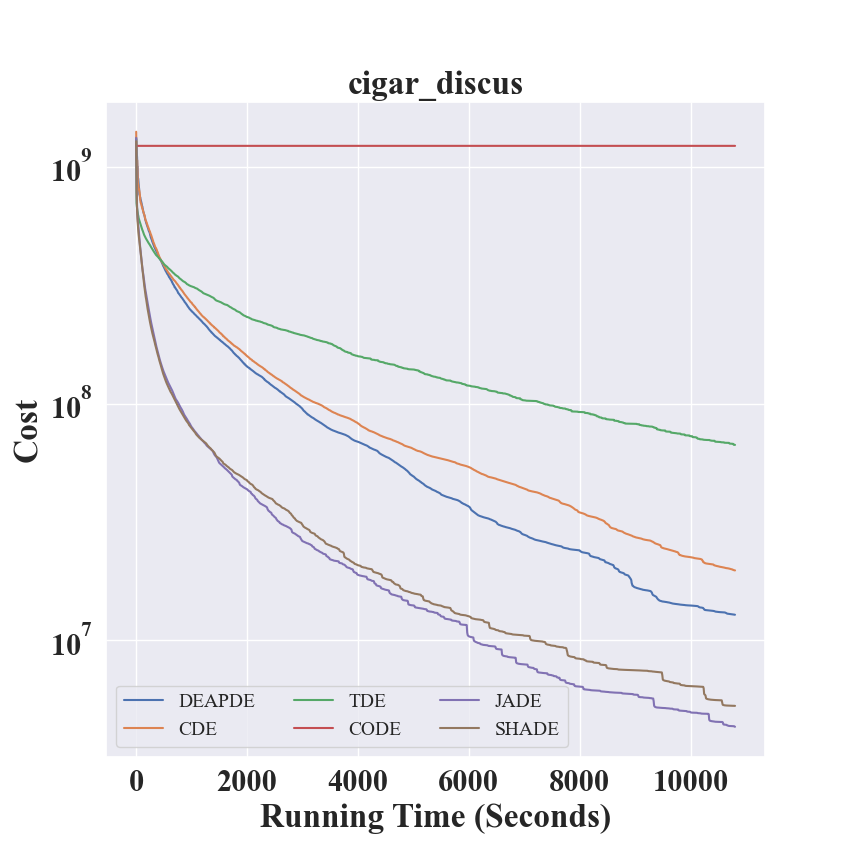 cigar_discus
Cost
10^9
10^8
10^7
DEAPDE TDE JADE
CDE CODE SHADE
0 2000 4000 6000 8000 10000
Running Time (Seconds)